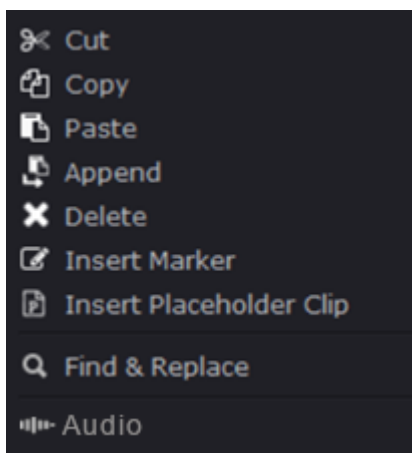 Cut
Copy
Paste
Append
Delete
Insert Marker
Insert Placeholder Clip
Find & Replace
Audio